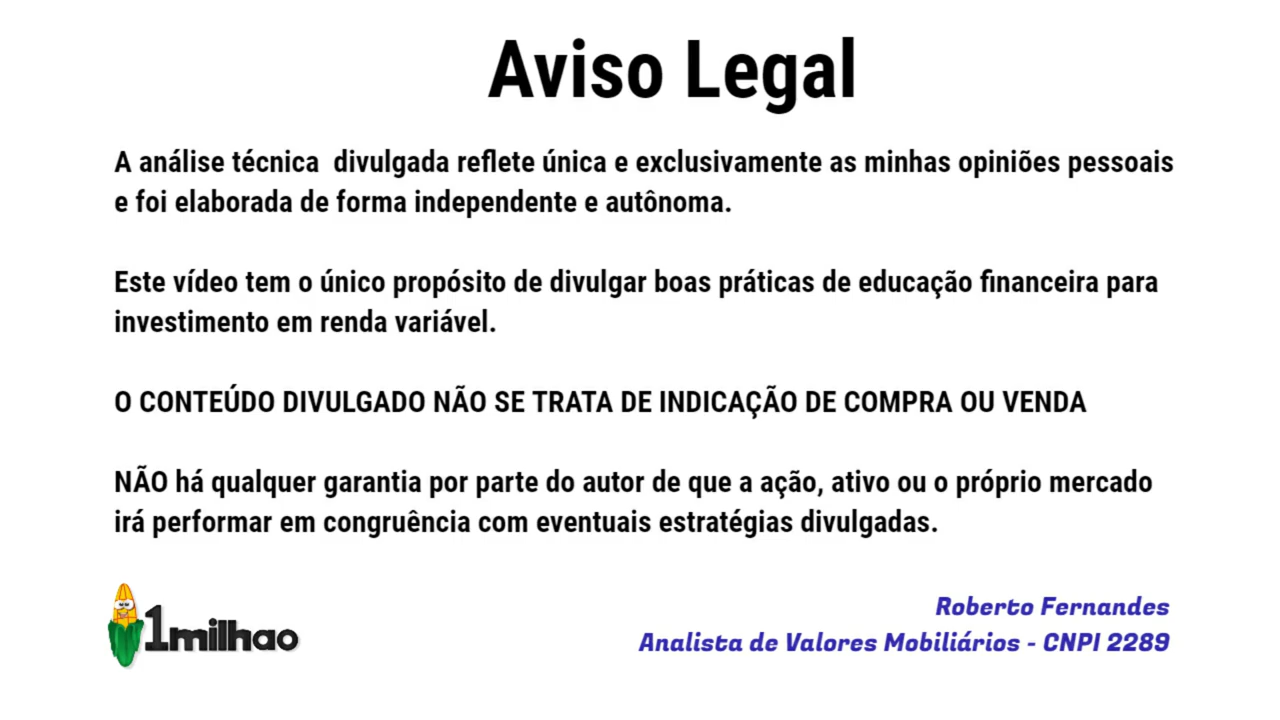 Aviso Legal
A análise técnica divulgada reflete única e exclusivamente as minhas opiniões pessoais
e foi elaborada de forma independente e autônoma.
Este vídeo tem o único propósito de divulgar boas práticas de educação financeira para
investimento em renda variável.
O CONTEÚDO DIVULGADO NÃO SE TRATA DE INDICAÇÃO DE COMPRA OU VENDA
NÃO há qualquer garantia por parte do autor de que a ação, ativo ou o próprio mercado
irá performar em congruência com eventuais estratégias divulgadas.
1milhao
Roberto Fernandes
Analista de Valores Mobiliários - CNPI 2289